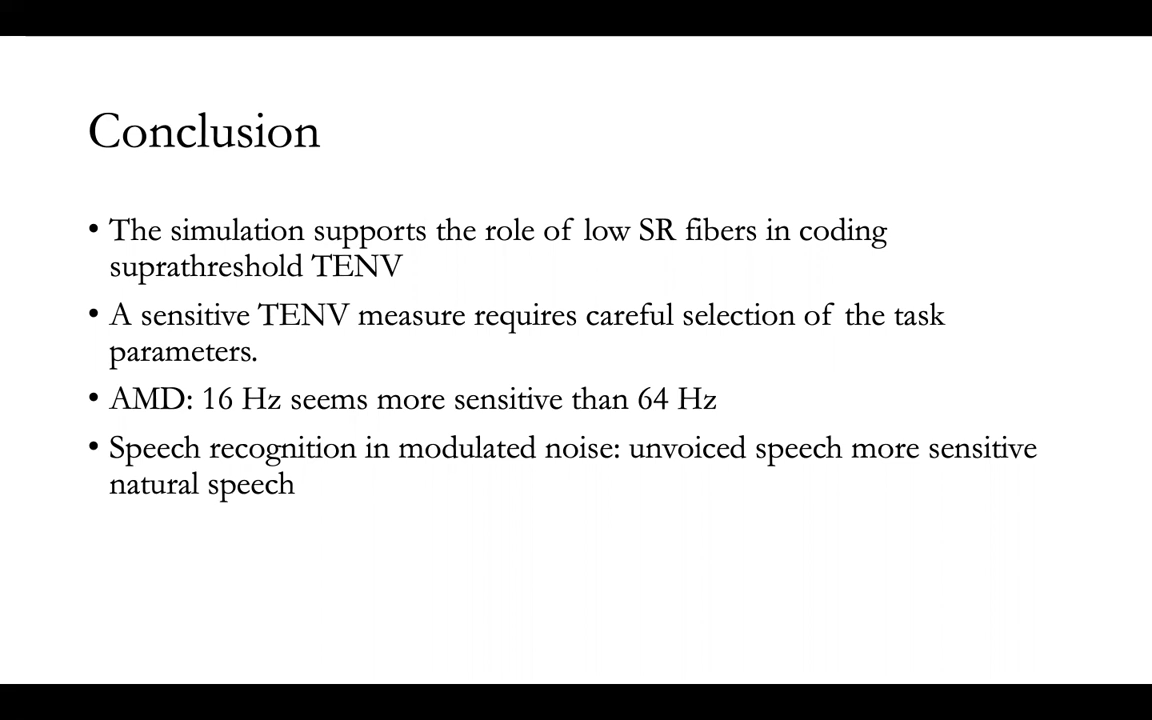 Conclusion
• The simulation supports the role of low SR fibers in coding
suprathreshold TENV
• A sensitive TENV measure requires careful selection of the task
parameters.
• AMD: 16 Hz seems more sensitive than 64 Hz
• Speech recognition in modulated noise: unvoiced speech more sensitive
natural speech